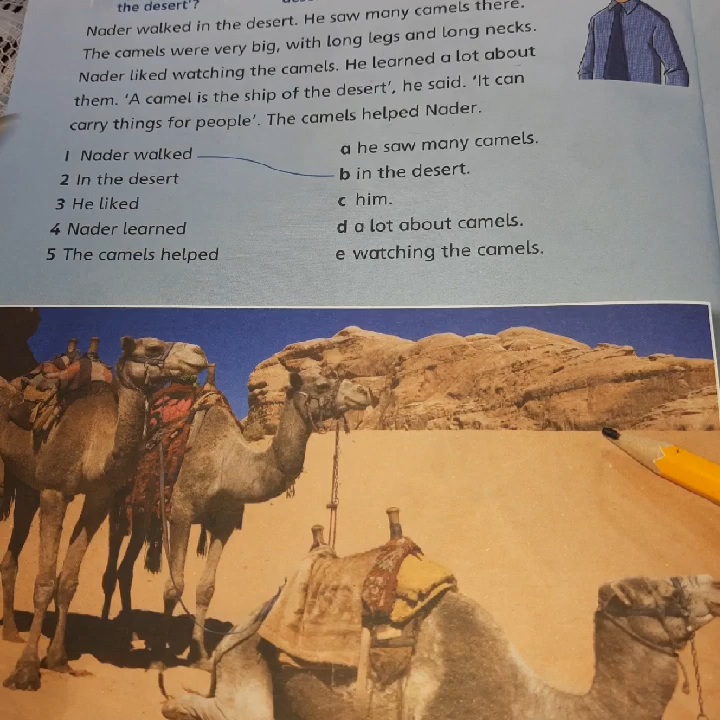 the desert'?
Nader walked in the desert. He saw many camels there.
The camels were very big, with long legs and long necks.
Nader liked watching the camels. He learned a lot about
them. 'A camel is the ship of the desert', he said. 'It can
carry things for people'. The camels helped Nader.
1 Nader walked
a he saw many camels.
2 In the desert
b in the desert.
3 He liked
c him.
4 Nader learned
d a lot about camels.
5 The camels helped
e watching the camels.